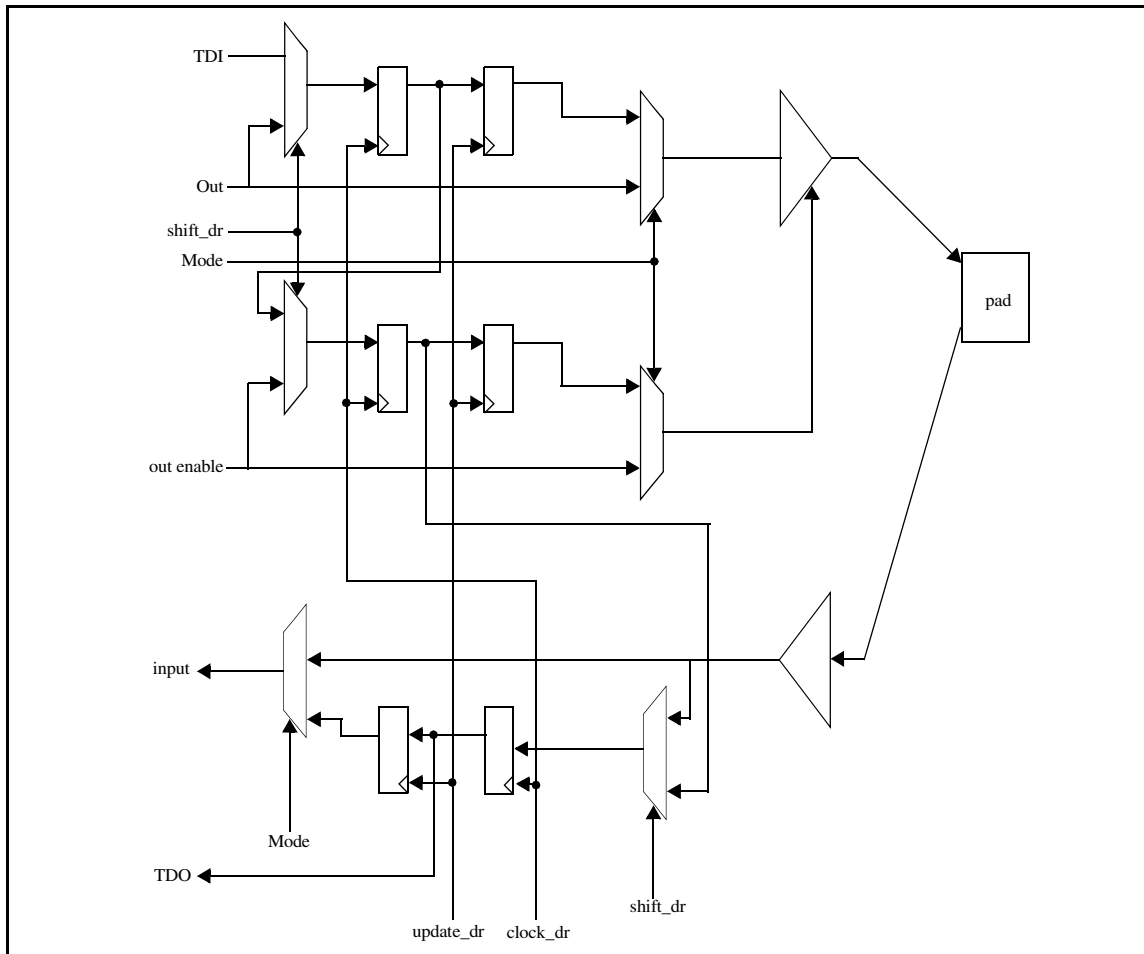 TDI
Out
shift_dr
Mode
pad
out enable
input
Mode
TDO
shift_dr
update_dr
clock_dr